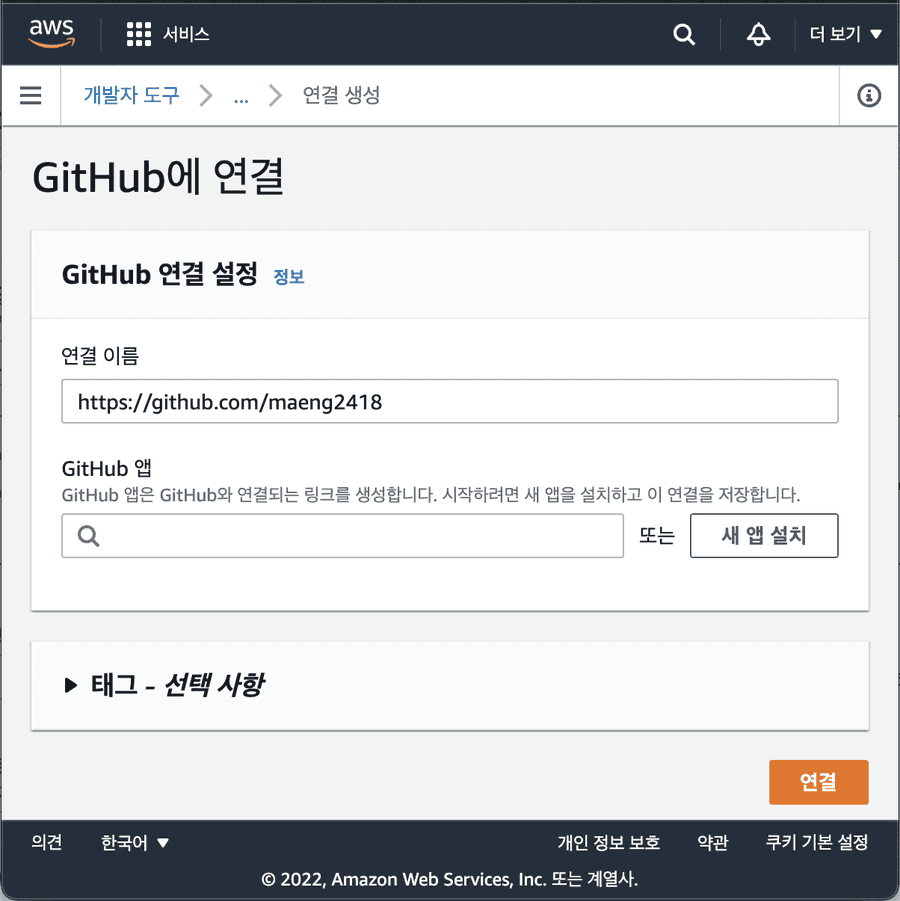 aws 서비스 더 보기 ▼
개발자 도구 > ... > 연결 생성
GitHub에 연결
GitHub 연결 설정 정보
연결 이름
https://github.com/maeng2418
GitHub 앱
GitHub 앱은 GitHub와 연결되는 링크를 생성합니다. 시작하려면 새 앱을 설치하고 이 연결을 저장합니다.
또는 새 앱 설치
▶ 태그 - 선택 사항
연결
의견 한국어 ▼ 개인 정보 보호 약관 쿠키 기본 설정
© 2022, Amazon Web Services, Inc. 또는 계열사.